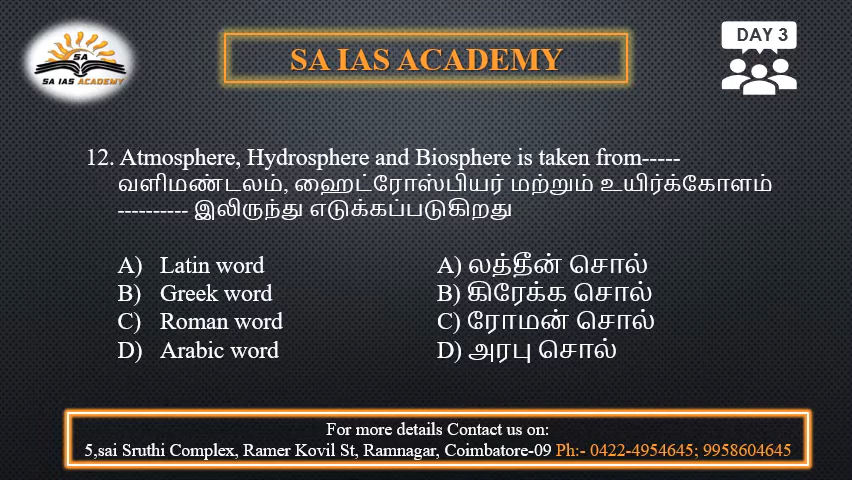 SA
SA IAS ACADEMY
SA IAS ACADEMY
DAY 3
12. Atmosphere, Hydrosphere and Biosphere is taken from-----
வளிமண்டலம், ஹைட்ரோஸ்பியர் மற்றும் உயிர்க்கோளம்
---------- இலிருந்து எடுக்கப்படுகிறது
A) Latin word A) லத்தீன் சொல்
B) Greek word B) கிரேக்க சொல்
C) Roman word C) ரோமன் சொல்
D) Arabic word D) அரபு சொல்
For more details Contact us on:
5,sai Sruthi Complex, Ramer Kovil St, Ramnagar, Coimbatore-09 Ph:- 0422-4954645; 9958604645